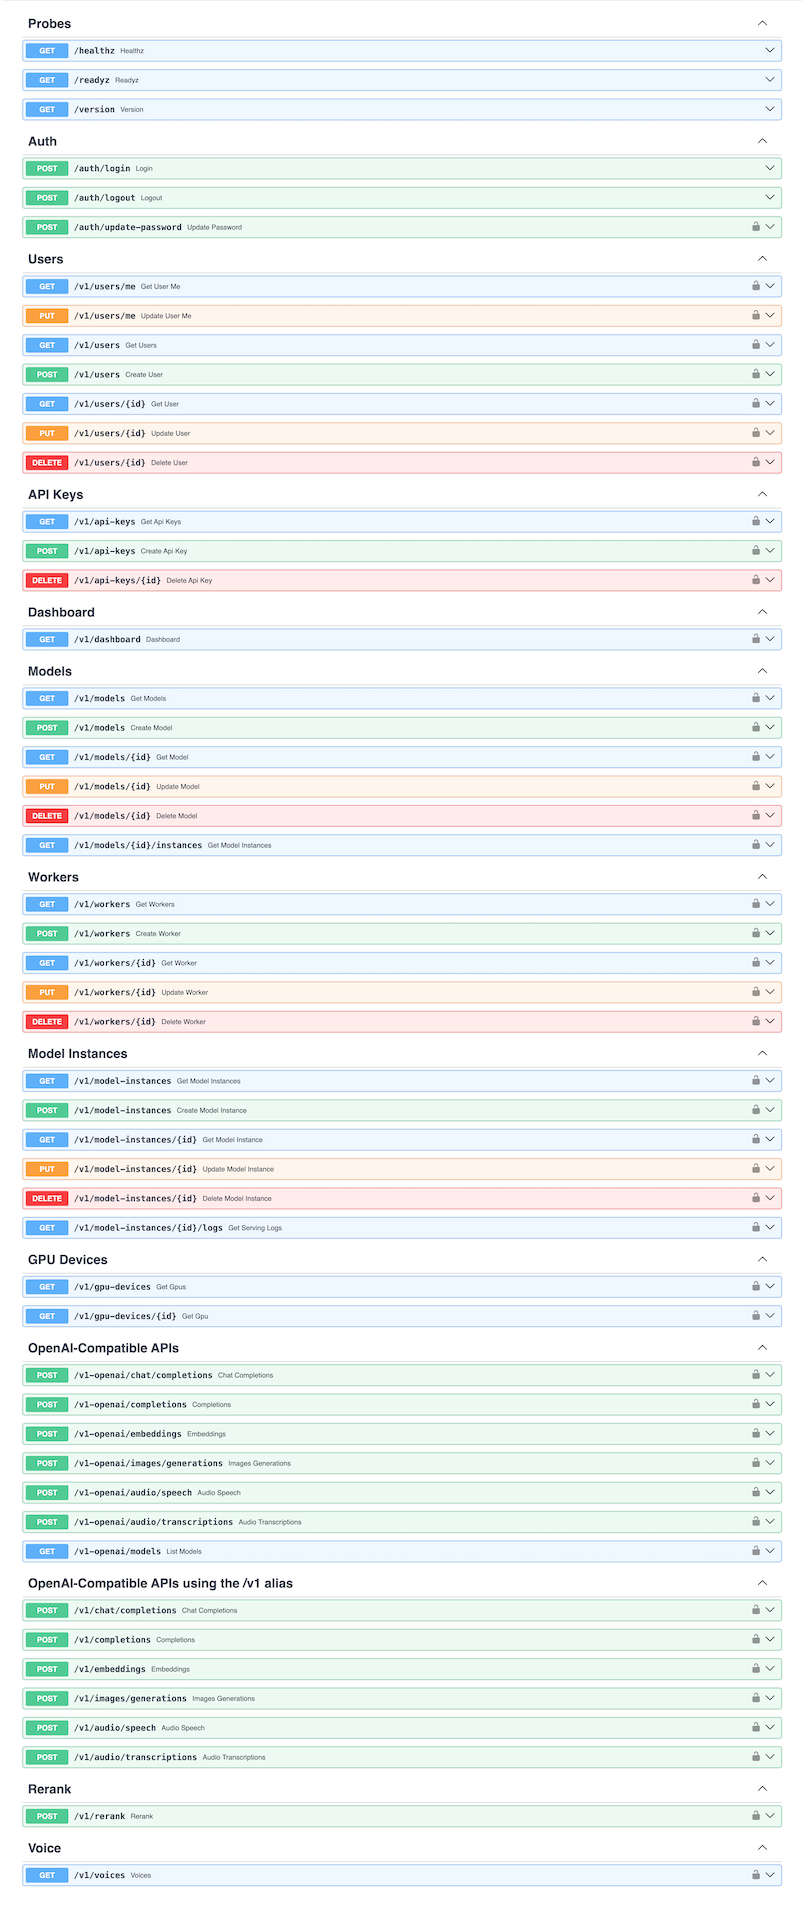 Probes
GET /healthz Healthz
GET /readyz Readyz
GET /version Version
Auth
POST /auth/login Login
POST /auth/logout Logout
POST /auth/update-password Update Password
Users
GET /v1/users/me Get User Me
PUT /v1/users/me Update User Me
GET /v1/users Get Users
POST /v1/users Create User
GET /v1/users/{id} Get User
PUT /v1/users/{id} Update User
DELETE /v1/users/{id} Delete User
API Keys
GET /v1/api-keys Get Api Keys
POST /v1/api-keys Create Api Key
DELETE /v1/api-keys/{id} Delete Api Key
Dashboard
GET /v1/dashboard Dashboard
Models
GET /v1/models Get Models
POST /v1/models Create Model
GET /v1/models/{id} Get Model
PUT /v1/models/{id} Update Model
DELETE /v1/models/{id} Delete Model
GET /v1/models/{id}/instances Get Model Instances
Workers
GET /v1/workers Get Workers
POST /v1/workers Create Worker
GET /v1/workers/{id} Get Worker
PUT /v1/workers/{id} Update Worker
DELETE /v1/workers/{id} Delete Worker
Model Instances
GET /v1/model-instances Get Model Instances
POST /v1/model-instances Create Model Instance
GET /v1/model-instances/{id} Get Model Instance
PUT /v1/model-instances/{id} Update Model Instance
DELETE /v1/model-instances/{id} Delete Model Instance
GET /v1/model-instances/{id}/logs Get Serving Logs
GPU Devices
GET /v1/gpu-devices Get Gpus
GET /v1/gpu-devices/{id} Get Gpu
OpenAI-Compatible APIs
POST /v1-openai/chat/completions Chat Completions
POST /v1-openai/completions Completions
POST /v1-openai/embeddings Embeddings
POST /v1-openai/images/generations Images Generations
POST /v1-openai/audio/speech Audio Speech
POST /v1-openai/audio/transcriptions Audio Transcriptions
GET /v1-openai/models List Models
OpenAI-Compatible APIs using the /v1 alias
POST /v1/chat/completions Chat Completions
POST /v1/completions Completions
POST /v1/embeddings Embeddings
POST /v1/images/generations Images Generations
POST /v1/audio/speech Audio Speech
POST /v1/audio/transcriptions Audio Transcriptions
Rerank
POST /v1/rerank Rerank
Voice
GET /v1/voices Voices